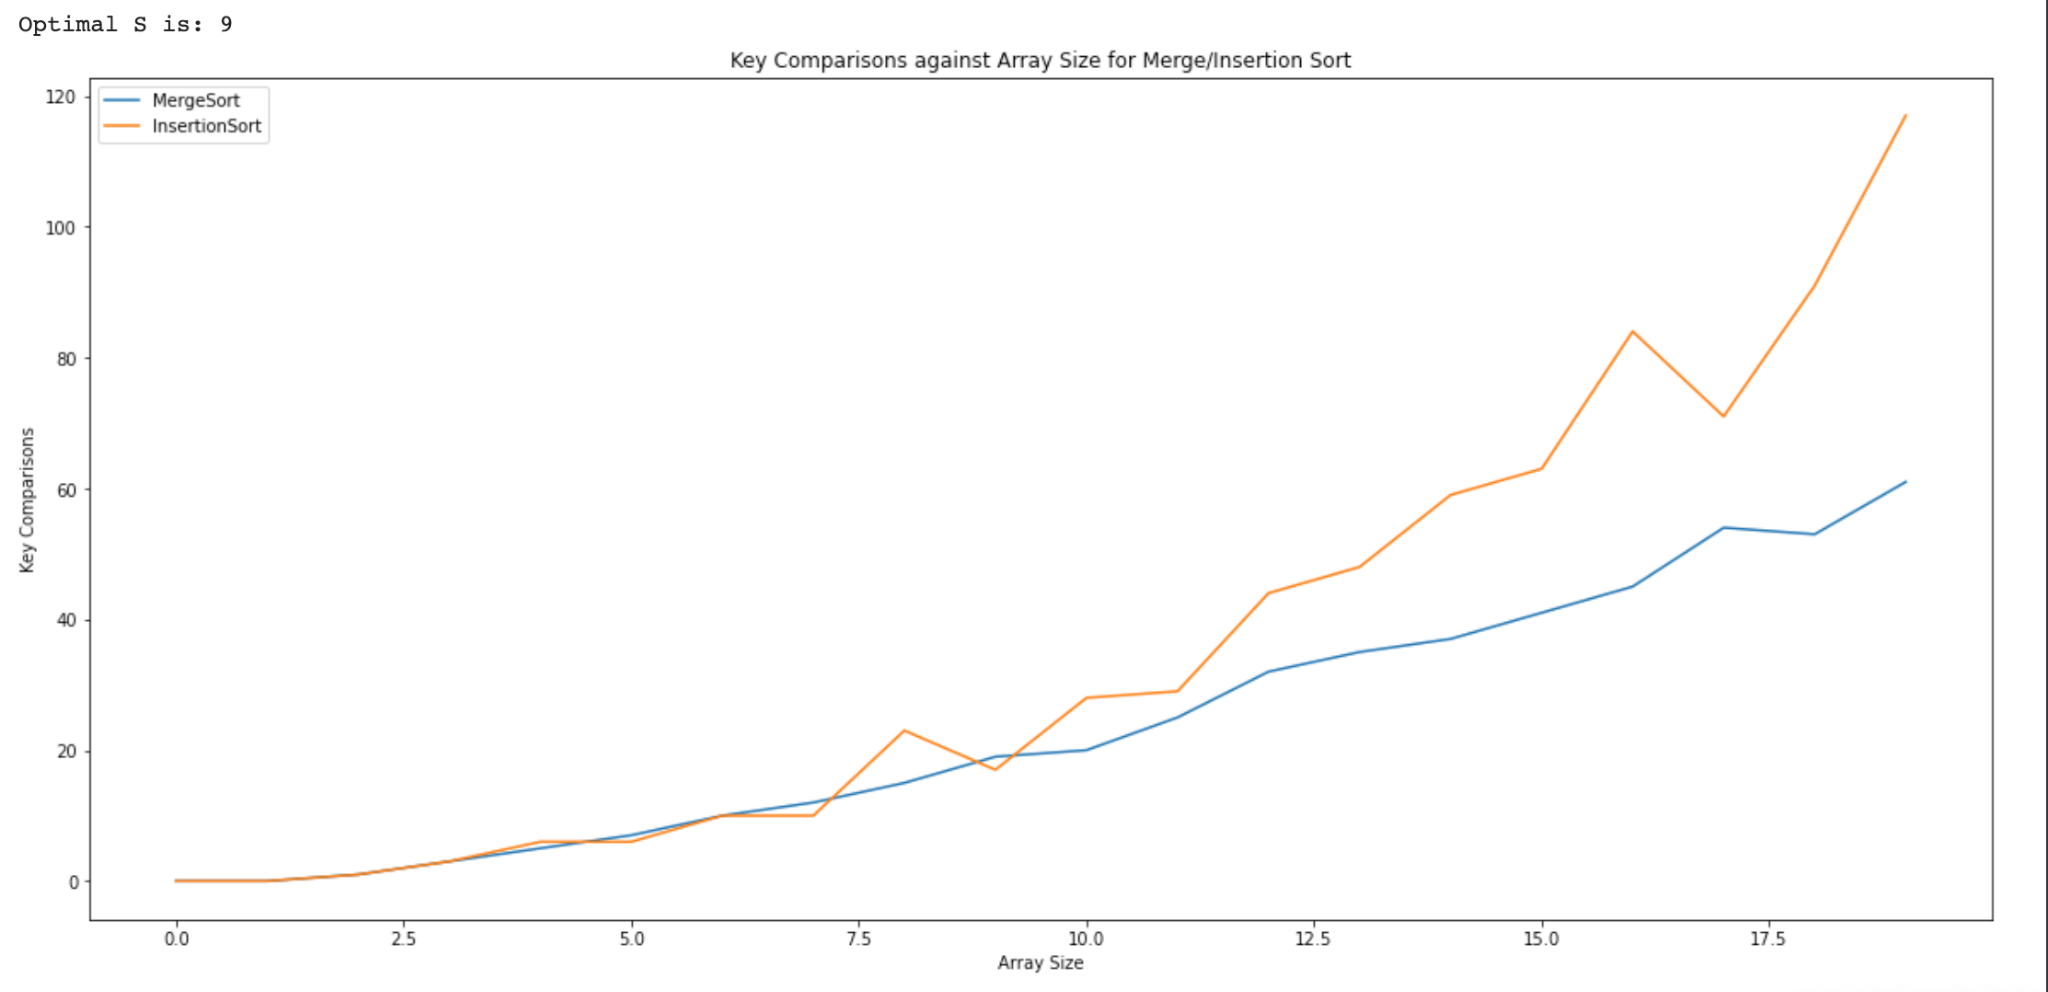 Optimal S is: 9
Key Comparisons against Array Size for Merge/Insertion Sort
MergeSort
InsertionSort
120
100
80
60
40
20
0
Key Comparisons
0.0 2.5 5.0 7.5 10.0 12.5 15.0 17.5
Array Size